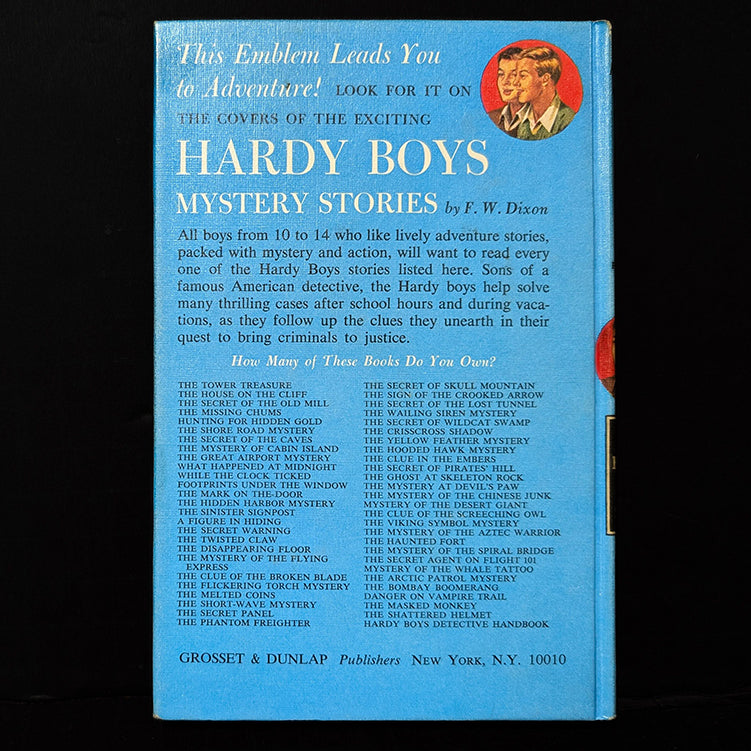 This Emblem Leads You
to Adventure! LOOK FOR IT ON
THE COVERS OF THE EXCITING
HARDY BOYS
MYSTERY STORIES by F. W. Dixon
All boys from 10 to 14 who like lively adventure stories,
packed with mystery and action, will want to read every
one of the Hardy Boys stories listed here. Sons of a
famous American detective, the Hardy boys help solve
many thrilling cases after school hours and during vaca-
tions, as they follow up the clues they unearth in their
quest to bring criminals to justice.
How Many of These Books Do You Own?
THE TOWER TREASURE
THE HOUSE ON THE CLIFF
THE SECRET OF THE OLD MILL
THE MISSING CHUMS
HUNTING FOR HIDDEN GOLD
THE SHORE ROAD MYSTERY
THE SECRET OF THE CAVES
THE MYSTERY OF CABIN ISLAND
THE GREAT AIRPORT MYSTERY
WHAT HAPPENED AT MIDNIGHT
WHILE THE CLOCK TICKED
FOOTPRINTS UNDER THE WINDOW
THE MARK ON THE DOOR
THE HIDDEN HARBOR MYSTERY
THE SINISTER SIGNPOST
A FIGURE IN HIDING
THE SECRET WARNING
THE TWISTED CLAW
THE DISAPPEARING FLOOR
THE MYSTERY OF THE FLYING
EXPRESS
THE CLUE OF THE BROKEN BLADE
THE FLICKERING TORCH MYSTERY
THE MELTED COINS
THE SHORT-WAVE MYSTERY
THE SECRET PANEL
THE PHANTOM FREIGHTER
THE SECRET OF SKULL MOUNTAIN
THE SIGN OF THE CROOKED ARROW
THE SECRET OF THE LOST TUNNEL
THE WAILING SIREN MYSTERY
THE SECRET OF WILDCAT SWAMP
THE CRISSCROSS SHADOW
THE YELLOW FEATHER MYSTERY
THE HOODED HAWK MYSTERY
THE CLUE IN THE EMBERS
THE SECRET OF PIRATES' HILL
THE GHOST AT SKELETON ROCK
THE MYSTERY AT DEVIL'S PAW
THE MYSTERY OF THE CHINESE JUNK
MYSTERY OF THE DESERT GIANT
THE CLUE OF THE SCREECHING OWL
THE VIKING SYMBOL MYSTERY
THE MYSTERY OF THE AZTEC WARRIOR
THE HAUNTED FORT
THE MYSTERY OF THE SPIRAL BRIDGE
THE SECRET AGENT ON FLIGHT 101
MYSTERY OF THE WHALE TATTOO
THE ARCTIC PATROL MYSTERY
THE BOMBAY BOOMERANG
DANGER ON VAMPIRE TRAIL
THE MASKED MONKEY
THE SHATTERED HELMET
HARDY BOYS DETECTIVE HANDBOOK
GROSSET & DUNLAP Publishers NEW YORK, N.Y. 10010